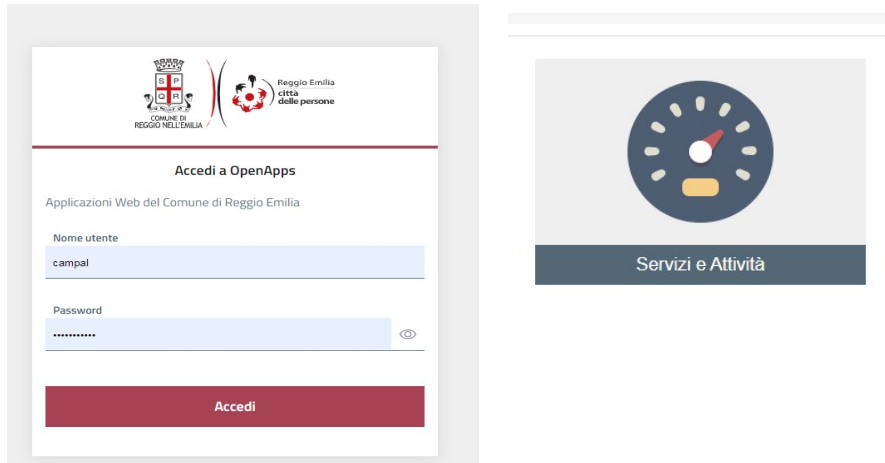 S P
Q R
COMUNE DI
REGGIO NELL'EMILIA
Reggio Emilia
città
delle persone
Accedi a OpenApps
Applicazioni Web del Comune di Reggio Emilia
Nome utente
campal
Password
•••••••••••
Accedi
Servizi e Attività